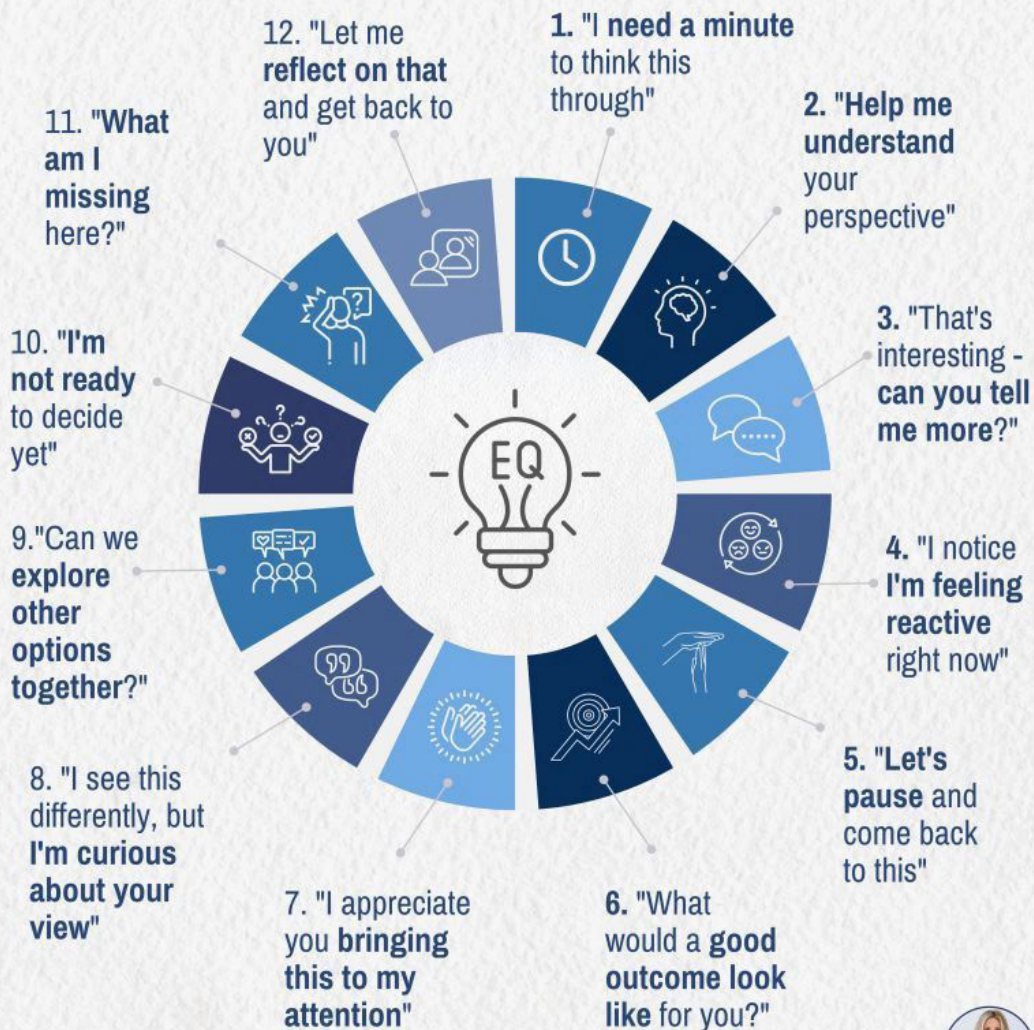 1. "I need a minute
to think this
through"
2. "Help me
understand
your
perspective"
3. "That's
interesting -
can you tell
me more?"
4. "I notice
I'm feeling
reactive
right now"
5. "Let's
pause and
come back
to this"
6. "What
would a good
outcome look
like for you?"
7. "I appreciate
you bringing
this to my
attention"
8. "I see this
differently, but
I'm curious
about your
view"
9."Can we
explore
other
options
together?"
10. "I'm
not ready
to decide
yet"
11. "What
am I
missing
here?"
12. "Let me
reflect on that
and get back to
you"
EQ